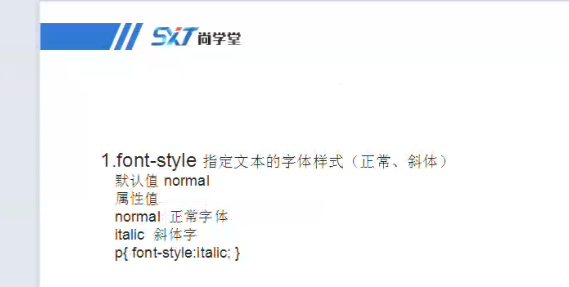 SXT 尚学堂
1.font-style 指定文本的字体样式（正常、斜体）
默认值 normal
属性值
normal 正常字体
italic 斜体字
p{ font-style:italic; }